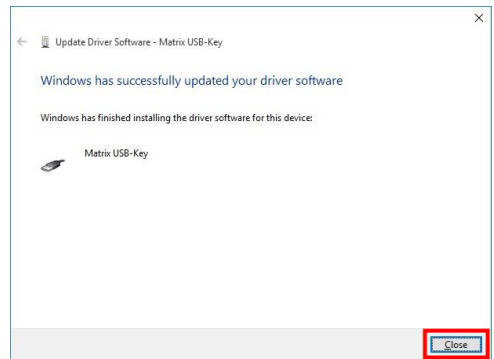 Update Driver Software - Matrix USB-Key
Windows has successfully updated your driver software
Windows has finished installing the driver software for this device:
Matrix USB-Key
Close